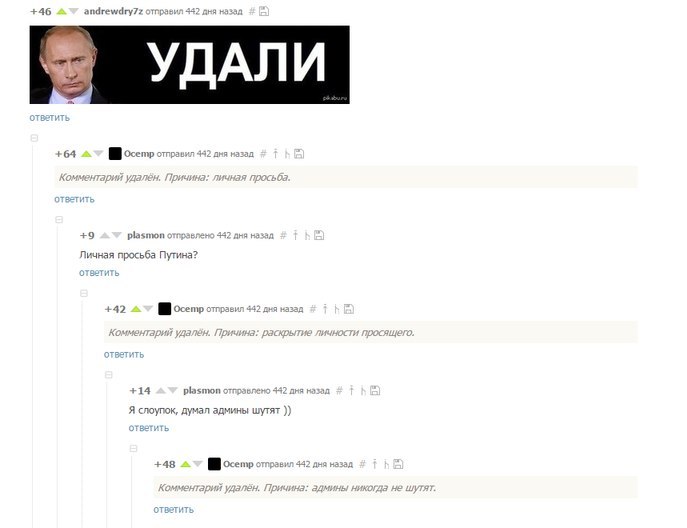 +46 andrewdry7z отправил 442 дня назад #
УДАЛИ
pikabu.ru
ответить
+64 Ocemp отправил 442 дня назад #
Комментарий удалён. Причина: личная просьба.
ответить
+9 plasmon отправлено 442 дня назад #
Личная просьба Путина?
ответить
+42 Ocemp отправил 442 дня назад #
Комментарий удалён. Причина: раскрытие личности просящего.
ответить
+14 plasmon отправлено 442 дня назад #
Я слоупок, думал админы шутят ))
ответить
+48 Ocemp отправил 442 дня назад #
Комментарий удалён. Причина: админы никогда не шутят.
ответить